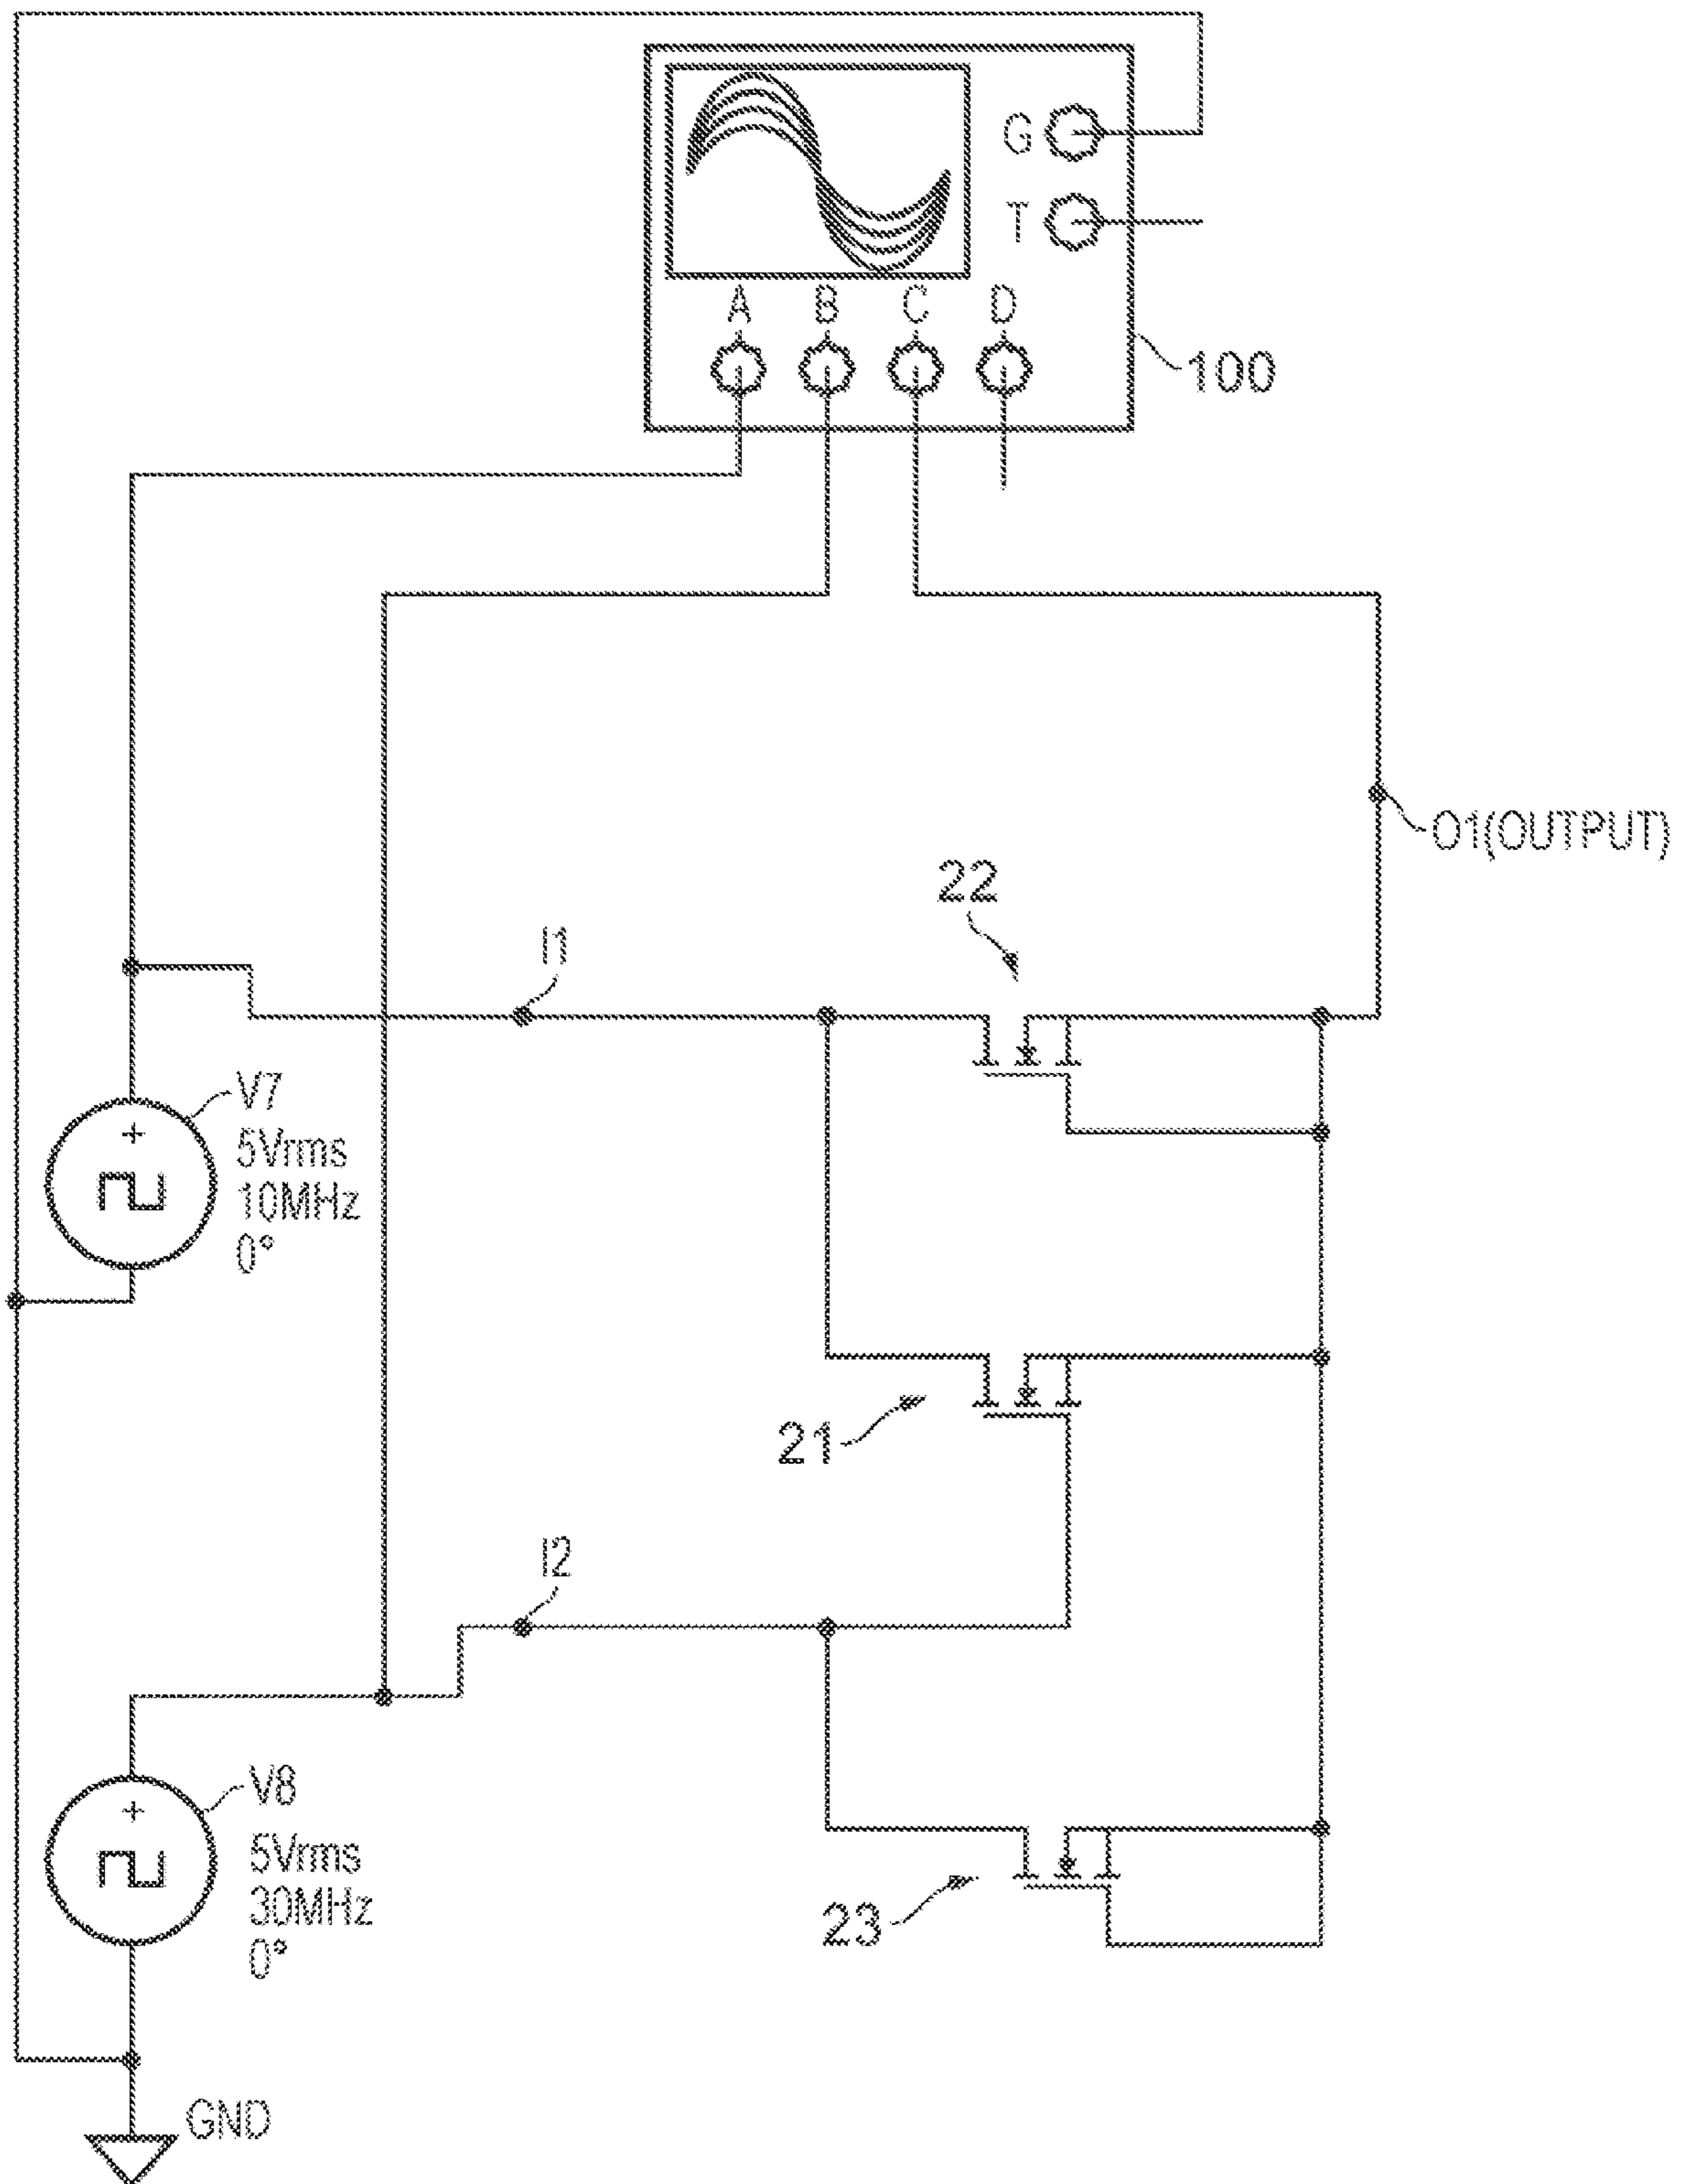 G
T
A B C D
100
O1(OUTPUT)
22
I1
V7
5Vrms
10MHz
0°
21
I2
V8
5Vrms
30MHz
0°
23
GND